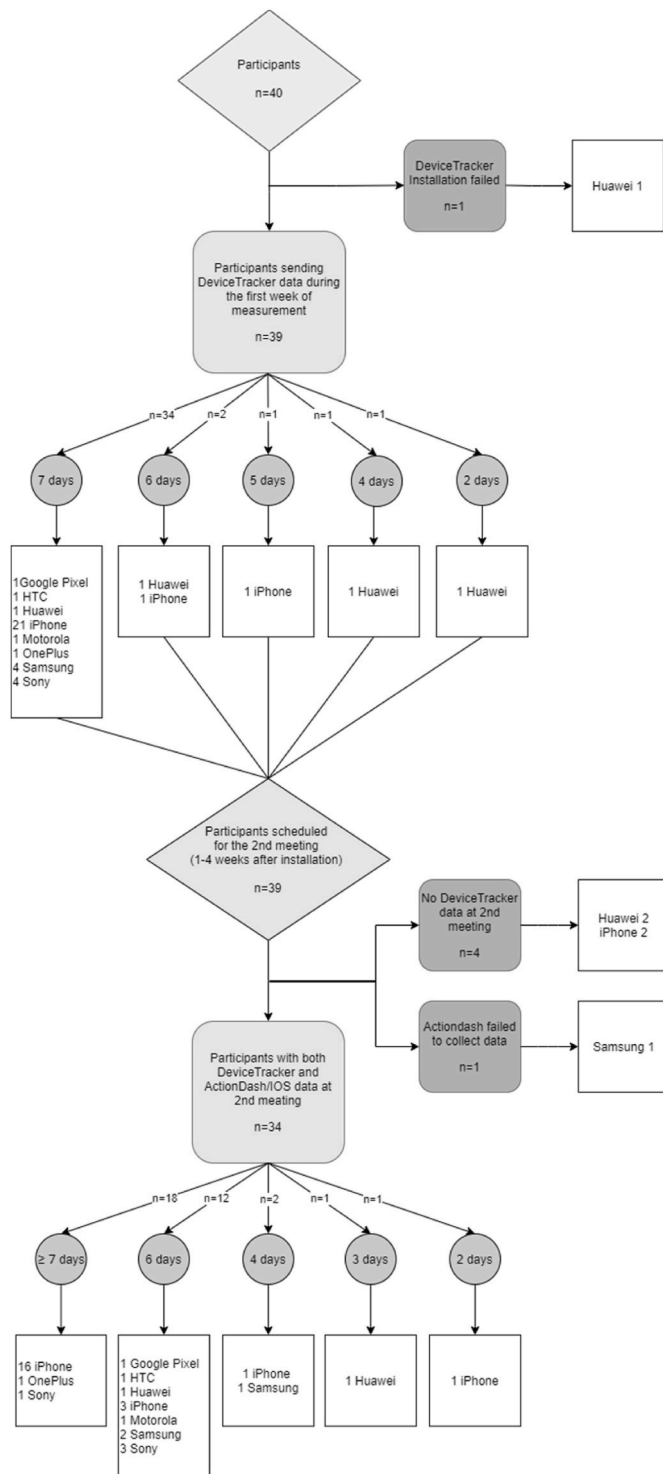 Participants
n=40
DeviceTracker
Installation failed
n=1
Huawei 1
Participants sending
DeviceTracker data during
the first week of
measurement
n=39
n=34
n=2
n=1
n=1
n=1
7 days
6 days
5 days
4 days
2 days
1Google Pixel
1 HTC
1 Huawei
21 iPhone
1 Motorola
1 OnePlus
4 Samsung
4 Sony
1 Huawei
1 iPhone
1 iPhone
1 Huawei
1 Huawei
Participants scheduled
for the 2nd meeting
(1-4 weeks after installation)
n=39
No DeviceTracker
data at 2nd
meeting
n=4
Huawei 2
iPhone 2
Actiondash failed
to collect data
n=1
Samsung 1
Participants with both
DeviceTracker and
ActionDash/IOS data at
2nd meating
n=34
n=18
n=12
n=2
n=1
n=1
≥ 7 days
6 days
4 days
3 days
2 days
16 iPhone
1 OnePlus
1 Sony
1 Google Pixel
1 HTC
1 Huawei
3 iPhone
1 Motorola
2 Samsung
3 Sony
1 iPhone
1 Samsung
1 Huawei
1 iPhone